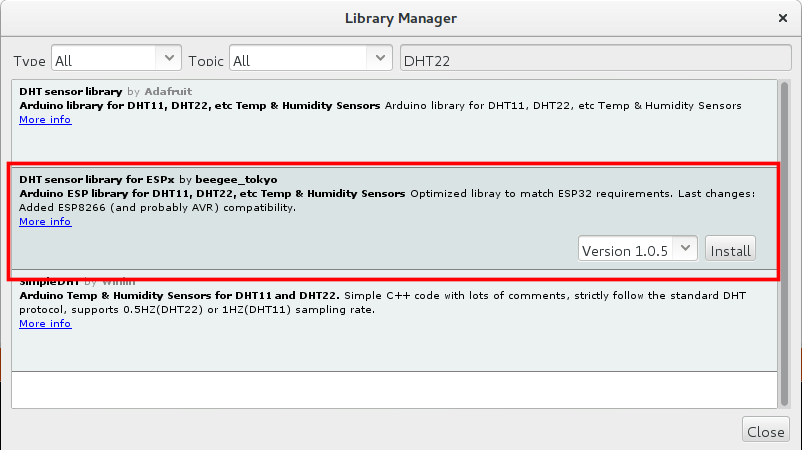 Library Manager
Type All Topic All DHT22
DHT sensor library by Adafruit
Arduino library for DHT11, DHT22, etc Temp & Humidity Sensors Arduino library for DHT11, DHT22, etc Temp & Humidity Sensors
More info
DHT sensor library for ESPx by beegee_tokyo
Arduino ESP library for DHT11, DHT22, etc Temp & Humidity Sensors Optimized libray to match ESP32 requirements. Last changes:
Added ESP8266 (and probably AVR) compatibility.
More info
Version 1.0.5 Install
SimpleDHT by Winlin
Arduino Temp & Humidity Sensors for DHT11 and DHT22. Simple C++ code with lots of comments, strictly follow the standard DHT
protocol, supports 0.5HZ(DHT22) or 1HZ(DHT11) sampling rate.
More info
Close